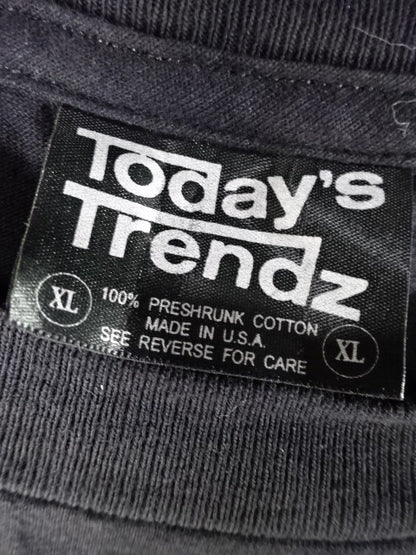 Today's
Trendz
XL
100% PRESHRUNK COTTON
MADE IN U.S.A.
SEE REVERSE FOR CARE
XL